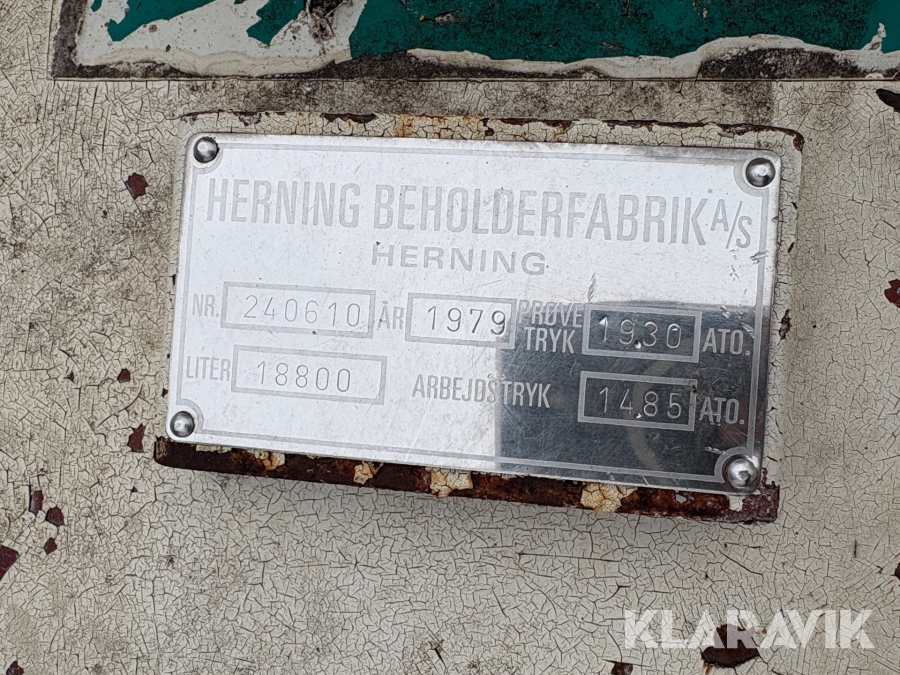 HERNING BEHOLDERFABRIK A/S
HERNING
NR. 240610 ÅR 1979 PRØVE TRYK 19.30 ATO.
LITER 18800 ARBEJDSTRYK 14.85 ATO.
KLARAVIK